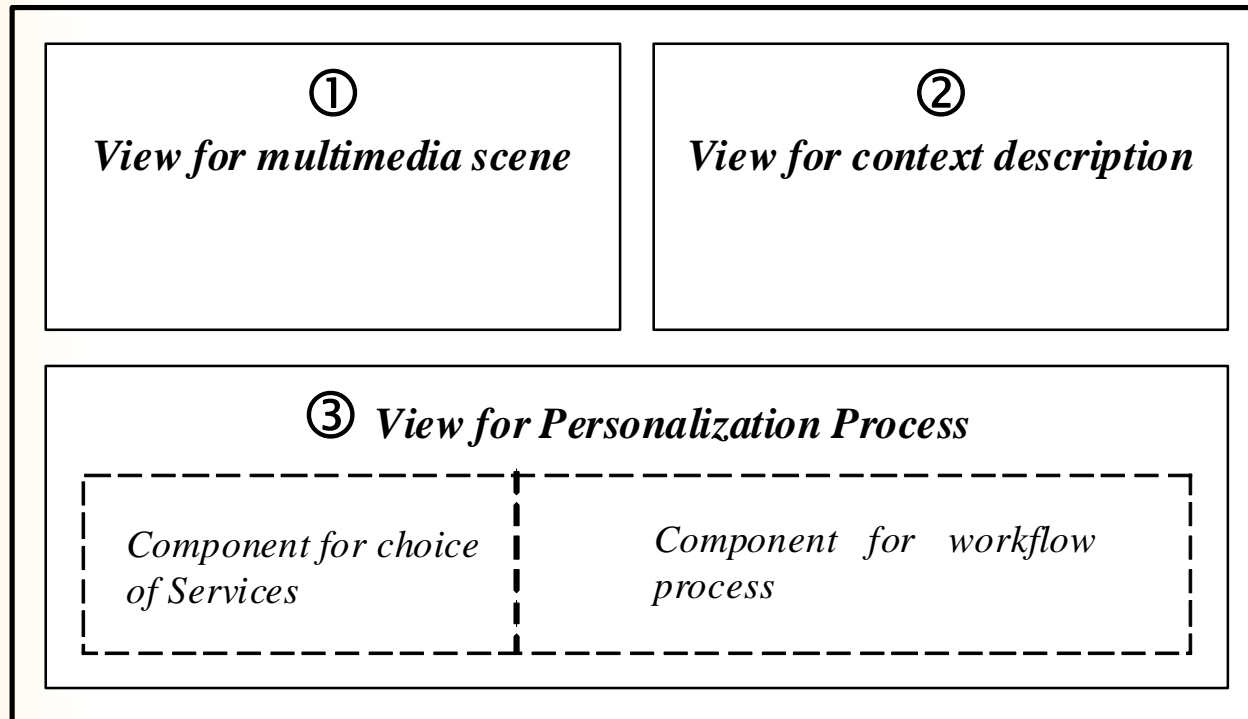 ①
View for multimedia scene
②
View for context description
③ View for Personalization Process
Component for choice
of Services
Component for workflow
process